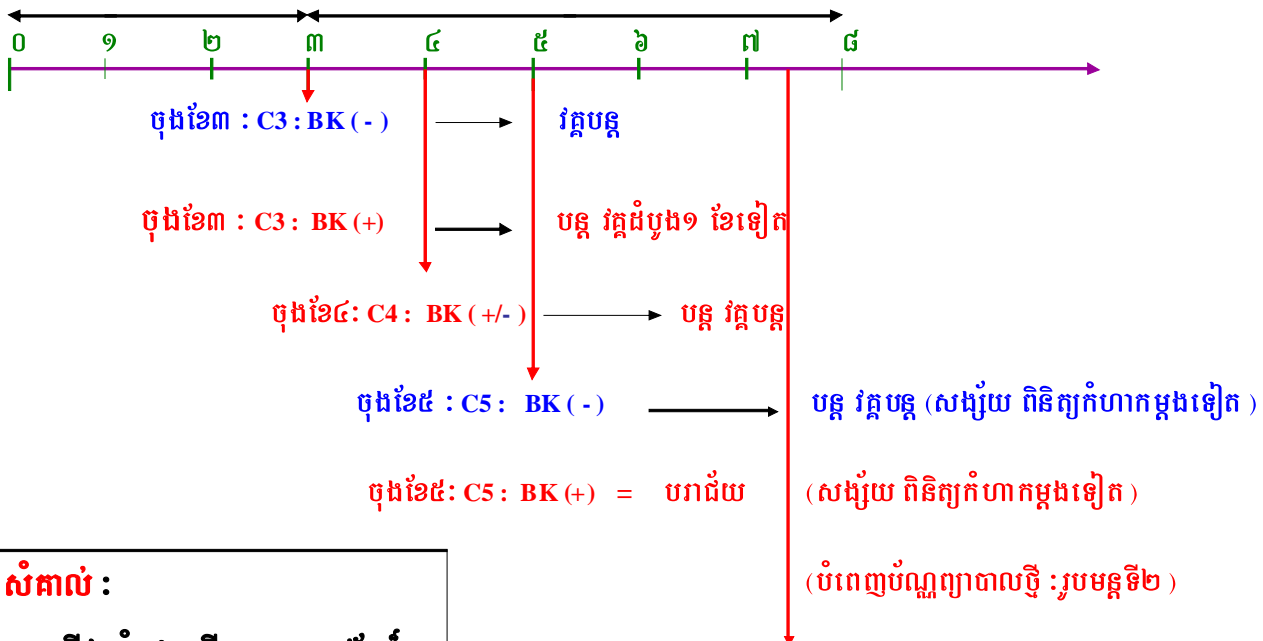 ០ ១ ២ ៣ ៤ ៥ ៦ ៧ ៨
ចុងខែ៣ : C3 : BK ( - ) វគ្គបន្ត
ចុងខែ៣ : C3 : BK (+) បន្ត វគ្គដំបូង១ ខែទៀត
ចុងខែ៤: C4 : BK ( +/- ) បន្ត វគ្គបន្ត
ចុងខែ៥ : C5 : BK ( - ) បន្ត វគ្គបន្ត (សង្ស័យ ពិនិត្យកំហាកម្តងទៀត )
ចុងខែ៥: C5 : BK (+) = បរាជ័យ (សង្ស័យ ពិនិត្យកំហាកម្តងទៀត )
(បំពេញប័ណ្ណព្យាបាលថ្មី :រូបមន្តទី២ )
សំគាល់ :